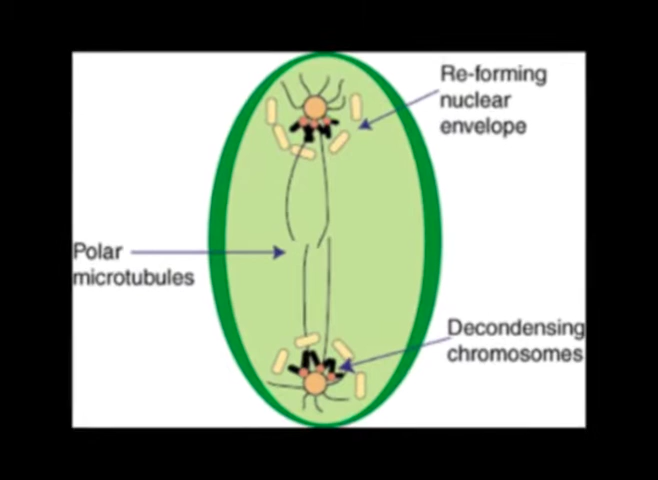 Re-forming
nuclear
envelope
Polar
microtubules
Decondensing
chromosomes